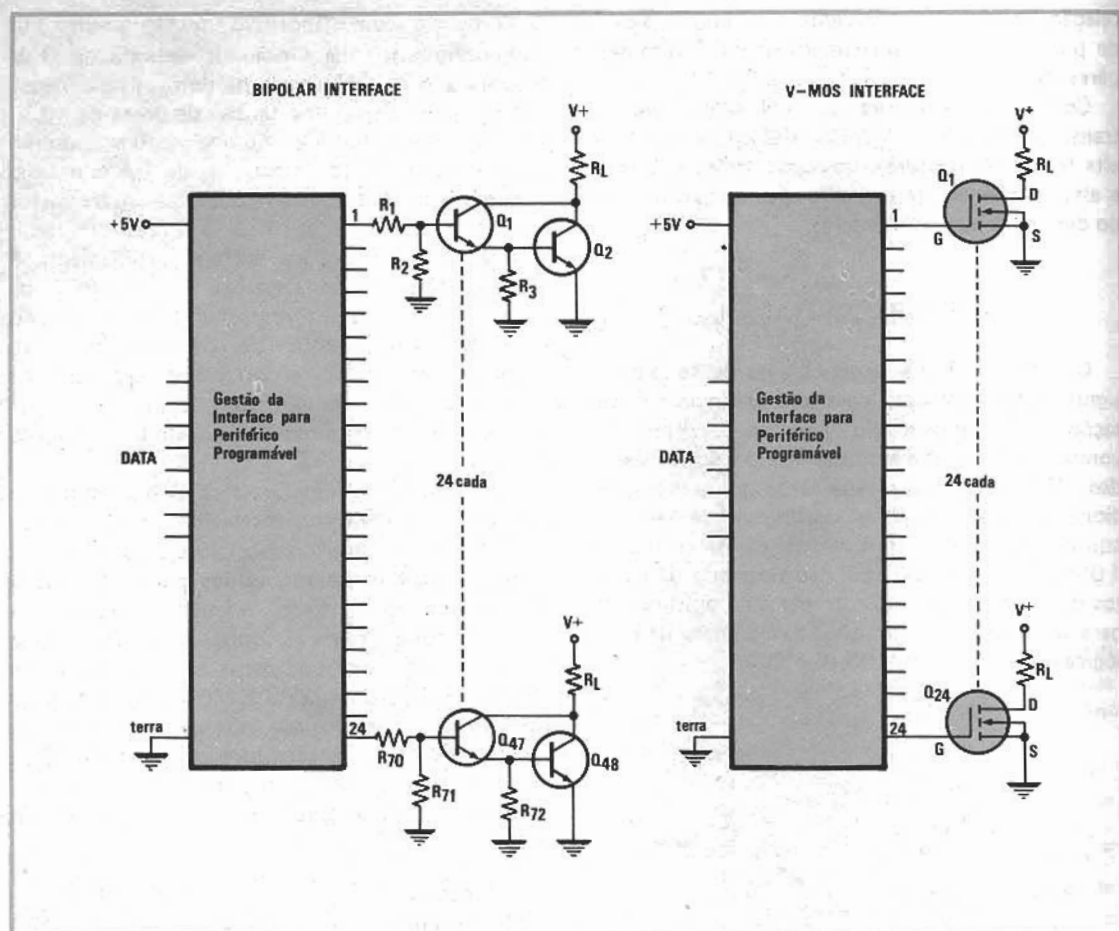 BIPOLAR INTERFACE
V+
RL
+5V
1
R1
Q1
R2
Q2
R3
Gestão da
Interface para
Periférico
Programável
DATA
24 cada
V+
RL
terra
24
R70
Q47
Q48
R71
R72
V-MOS INTERFACE
V+
RL
Q1
D
+5V
1
G
S
Gestão da
Interface para
Periférico
Programável
DATA
24 cada
V+
RL
Q24
D
terra
24
G
S